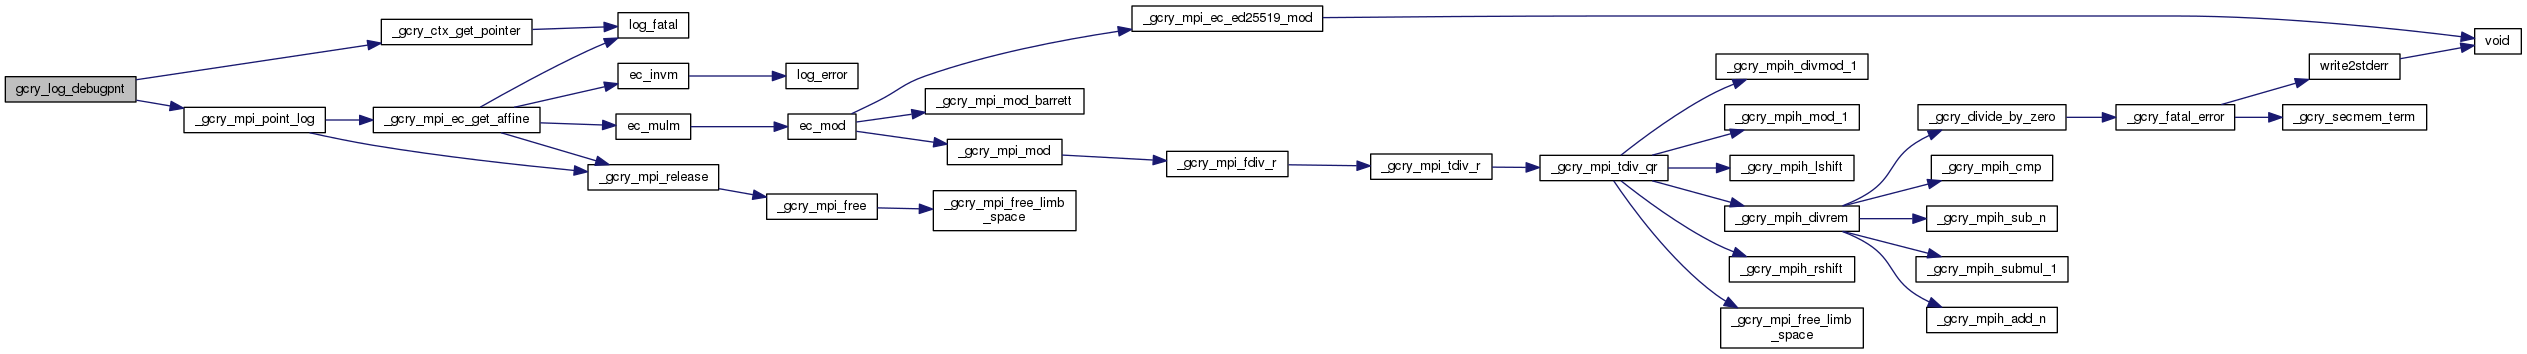 gcry_log_debugpnt
_gcry_ctx_get_pointer
_gcry_mpi_point_log
log_fatal
_gcry_mpi_ec_get_affine
ec_invm
log_error
ec_mulm
ec_mod
_gcry_mpi_release
_gcry_mpi_free
_gcry_mpi_free_limb
_space
_gcry_mpi_ec_ed25519_mod
_gcry_mpi_mod_barrett
_gcry_mpi_mod
_gcry_mpi_fdiv_r
_gcry_mpi_tdiv_r
_gcry_mpi_tdiv_qr
_gcry_mpih_divmod_1
_gcry_mpih_mod_1
_gcry_mpih_lshift
_gcry_mpih_divrem
_gcry_mpih_rshift
_gcry_mpi_free_limb
_space
_gcry_divide_by_zero
_gcry_mpih_cmp
_gcry_mpih_sub_n
_gcry_mpih_submul_1
_gcry_mpih_add_n
_gcry_fatal_error
write2stderr
_gcry_secmem_term
void